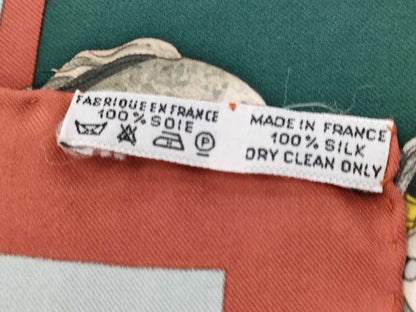 FABRIQUE EN FRANCE
100% SOIE
P
MADE IN FRANCE
100% SILK
DRY CLEAN ONLY